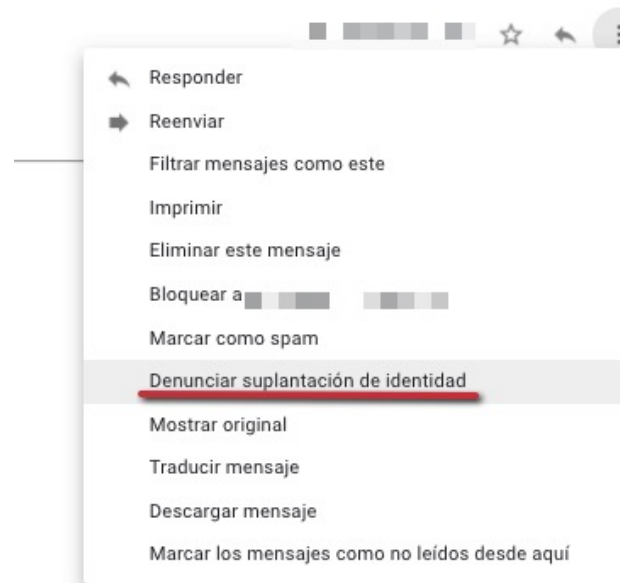 Responder
Reenviar
Filtrar mensajes como este
Imprimir
Eliminar este mensaje
Bloquear a
Marcar como spam
Denunciar suplantación de identidad
Mostrar original
Traducir mensaje
Descargar mensaje
Marcar los mensajes como no leídos desde aquí